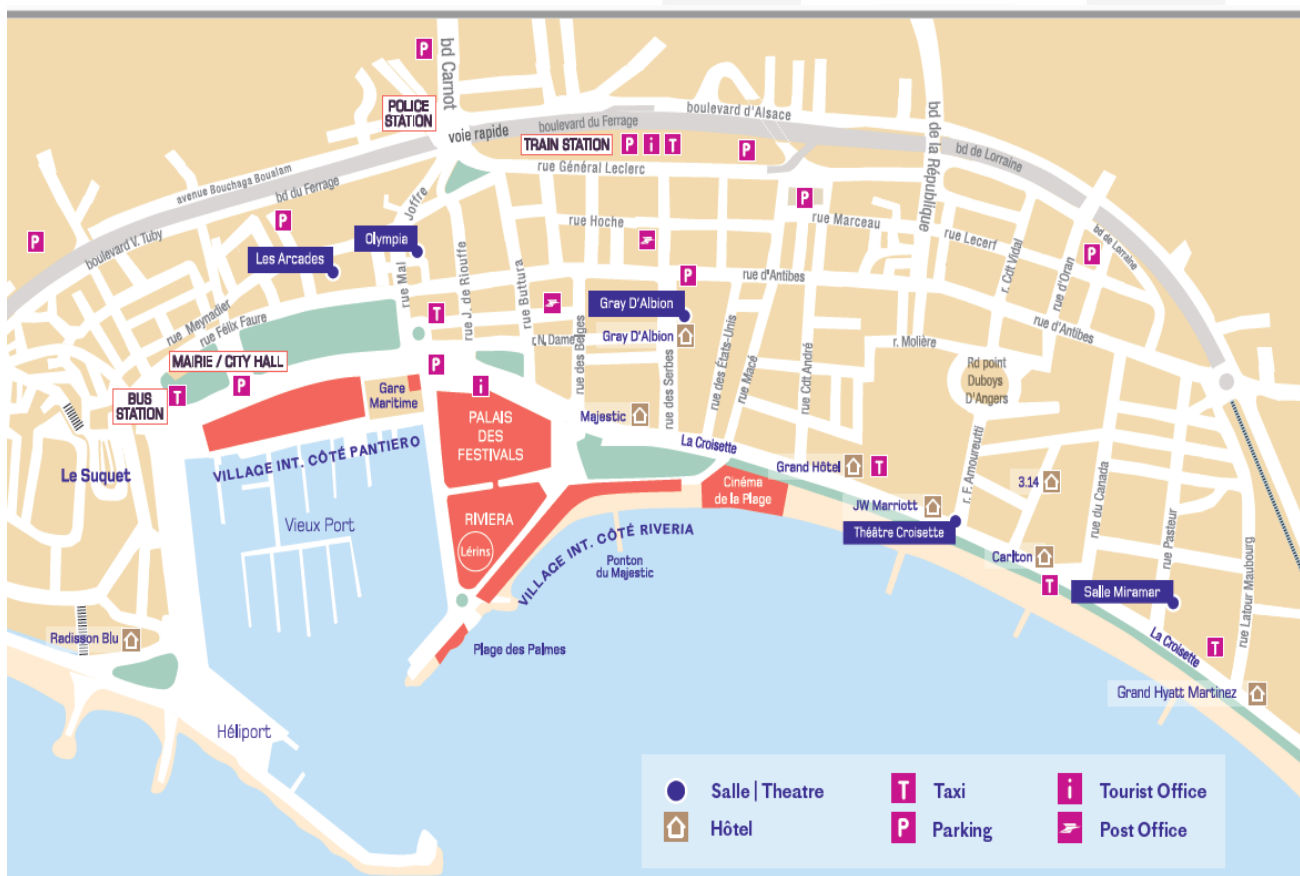 bd Carnot
P
POLICE
STATION
voie rapide
boulevard du Ferrage
boulevard d'Alsace
bd de la République
bd de Lorraine
TRAIN STATION
P i T
P
rue Général Leclerc
avenue Bouchaga Boualam
bd du Ferrage
boulevard V. Tuby
P
P
rue Mal Joffre
rue Hoche
P
rue Marceau
rue Lecerf
r. Cdt Vidal
rue d'Oran
P
bd de Lorraine
Olympia
Les Arcades
rue J. de Riouffe
rue Buttura
P
rue d'Antibes
rue d'Antibes
Gray D'Albion
Gray D'Albion
T
rue Meynadier
rue Félix Faure
r. N. Dame
rue des Belges
rue des Serbes
rue des États-Unis
rue Macé
rue Cdt André
r. Molière
Rd point
Duboys
D'Angers
MAIRIE / CITY HALL
P
P
i
BUS
STATION
T
Gare
Maritime
PALAIS
DES
FESTIVALS
Majestic
La Croisette
Grand Hôtel
T
r. F. Amoureutti
3.14
rue du Canada
rue Pasteur
rue Latour Maubourg
Le Suquet
VILLAGE INT. CÔTÉ PANTIERO
Cinéma
de la Plage
JW Marriott
Théâtre Croisette
Vieux Port
RIVIERA
Lérins
VILLAGE INT. CÔTÉ RIVERIA
Ponton
du Majestic
Carlton
T
Salle Miramar
La Croisette
T
Radisson Blu
Plage des Palmes
Grand Hyatt Martinez
Héliport
Salle | Theatre
T Taxi
i Tourist Office
Hôtel
P Parking
Post Office